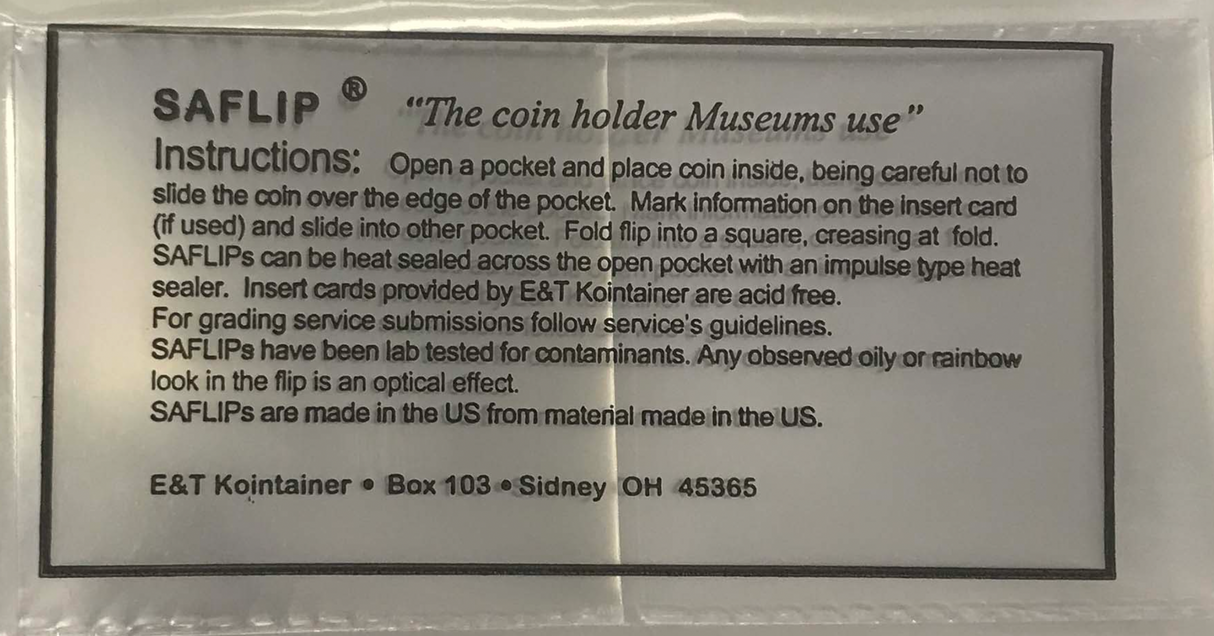 SAFLIP ® “The coin holder Museums use”
Instructions: Open a pocket and place coin inside, being careful not to
slide the coin over the edge of the pocket. Mark information on the insert card
(if used) and slide into other pocket. Fold flip into a square, creasing at fold.
SAFLIPs can be heat sealed across the open pocket with an impulse type heat
sealer. Insert cards provided by E&T Kointainer are acid free.
For grading service submissions follow service's guidelines.
SAFLIPs have been lab tested for contaminants. Any observed oily or rainbow
look in the flip is an optical effect.
SAFLIPs are made in the US from material made in the US.
E&T Kointainer • Box 103 • Sidney OH 45365